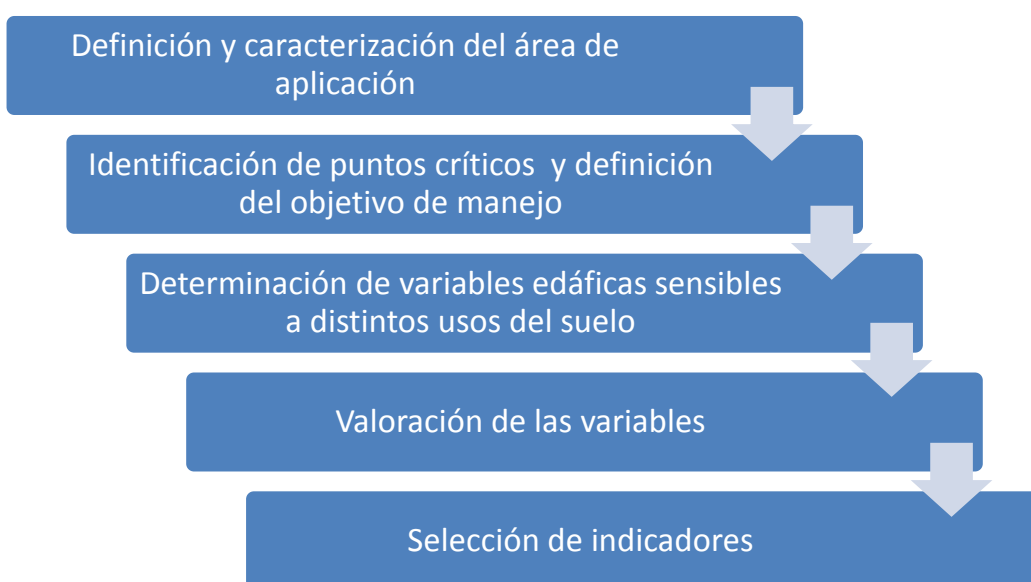 Definición y caracterización del área de
aplicación
Identificación de puntos críticos y definición
del objetivo de manejo
Determinación de variables edáficas sensibles
a distintos usos del suelo
Valoración de las variables
Selección de indicadores